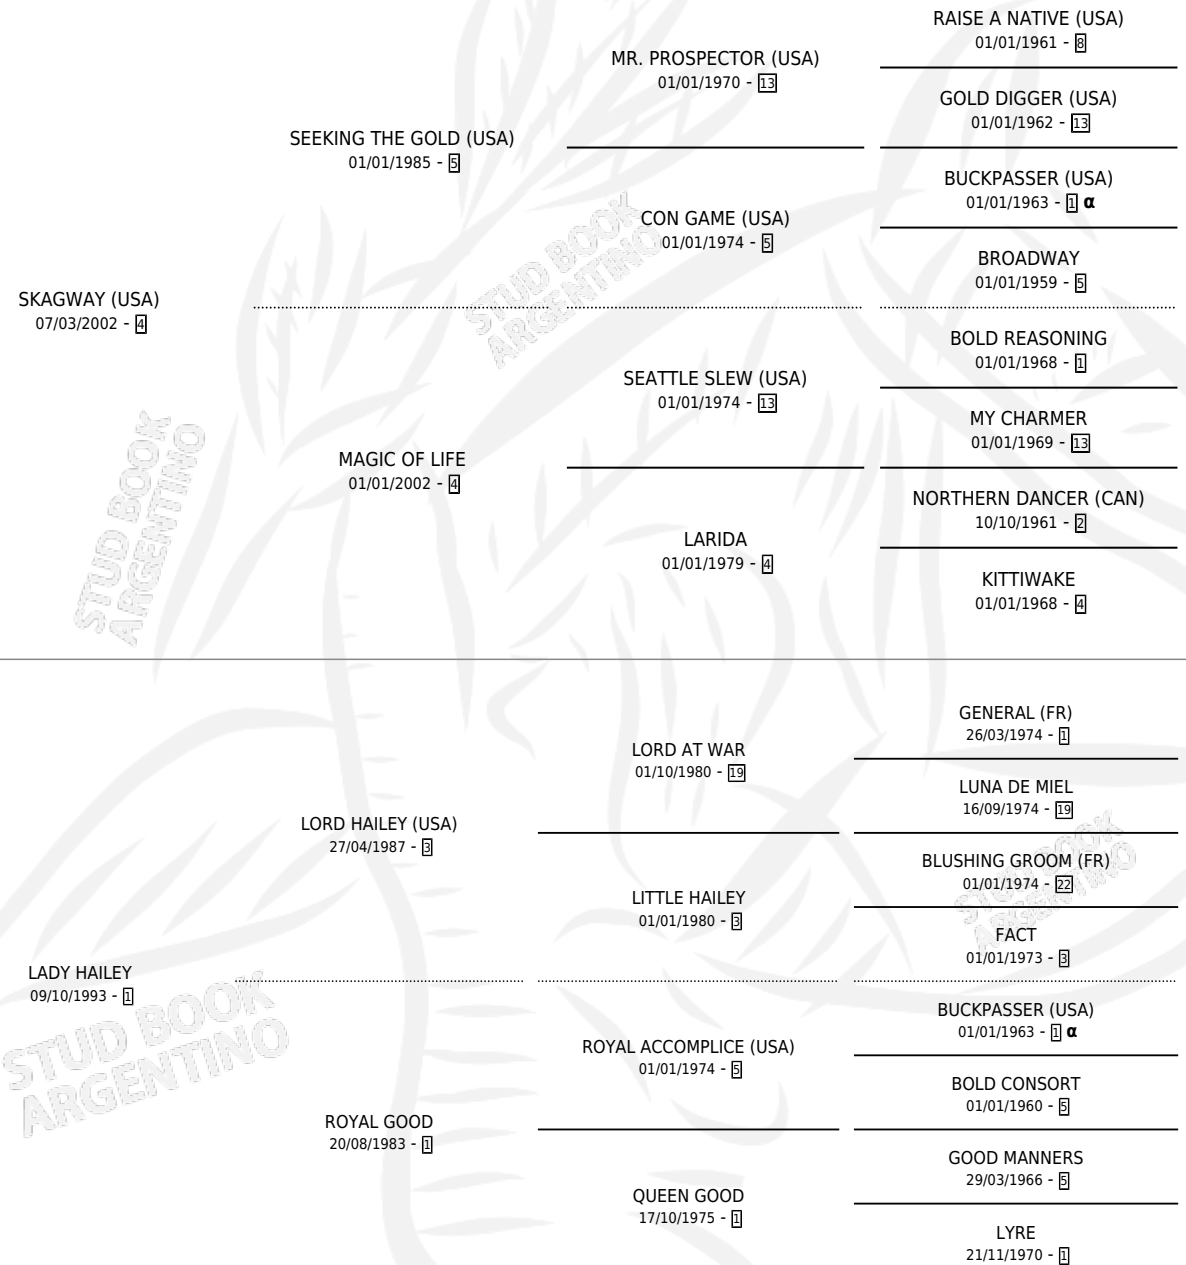 SKAGWAY (USA)
07/03/2002 - 4
SEEKING THE GOLD (USA)
01/01/1985 - 5
MR. PROSPECTOR (USA)
01/01/1970 - 13
RAISE A NATIVE (USA)
01/01/1961 - 8
GOLD DIGGER (USA)
01/01/1962 - 13
CON GAME (USA)
01/01/1974 - 5
BUCKPASSER (USA)
01/01/1963 - 1 α
BROADWAY
01/01/1959 - 5
MAGIC OF LIFE
01/01/2002 - 4
SEATTLE SLEW (USA)
01/01/1974 - 13
BOLD REASONING
01/01/1968 - 1
MY CHARMER
01/01/1969 - 13
LARIDA
01/01/1979 - 4
NORTHERN DANCER (CAN)
10/10/1961 - 2
KITTIWAKE
01/01/1968 - 4
LADY HAILEY
09/10/1993 - 1
LORD HAILEY (USA)
27/04/1987 - 3
LORD AT WAR
01/10/1980 - 19
GENERAL (FR)
26/03/1974 - 1
LUNA DE MIEL
16/09/1974 - 19
LITTLE HAILEY
01/01/1980 - 3
BLUSHING GROOM (FR)
01/01/1974 - 22
FACT
01/01/1973 - 3
ROYAL GOOD
20/08/1983 - 1
ROYAL ACCOMPLICE (USA)
01/01/1974 - 5
BUCKPASSER (USA)
01/01/1963 - 1 α
BOLD CONSORT
01/01/1960 - 5
QUEEN GOOD
17/10/1975 - 1
GOOD MANNERS
29/03/1966 - 5
LYRE
21/11/1970 - 1
STUD BOOK
ARGENTINO
STUD BOOK
ARGENTINO
STUD BOOK
ARGENTINO
STUD BOOK
ARGENTINO